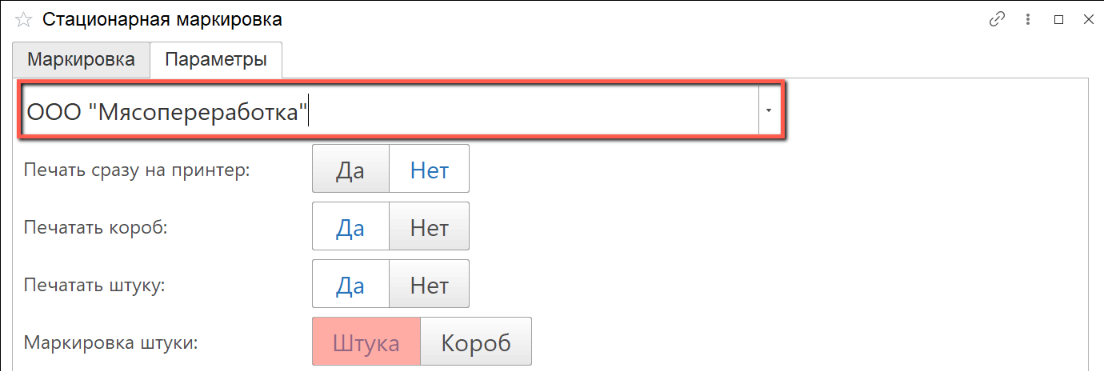 Стационарная маркировка
Маркировка Параметры
ООО "Мясопереработка"
Печать сразу на принтер: Да Нет
Печатать короб: Да Нет
Печатать штуку: Да Нет
Маркировка штуки: Штука Короб